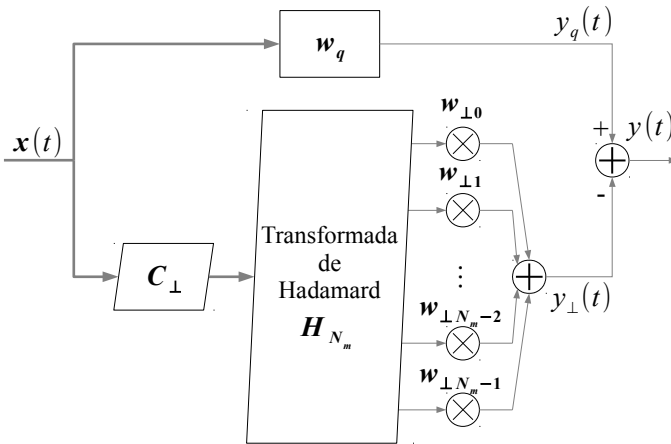 y_q(t)
w_q
x(t)
w_⊥0
+
y(t)
w_⊥1
-
Transformada
de
Hadamard
H_{N_m}
C_⊥
⋮
y_⊥(t)
w_{⊥ N_m−2}
w_{⊥ N_m−1}